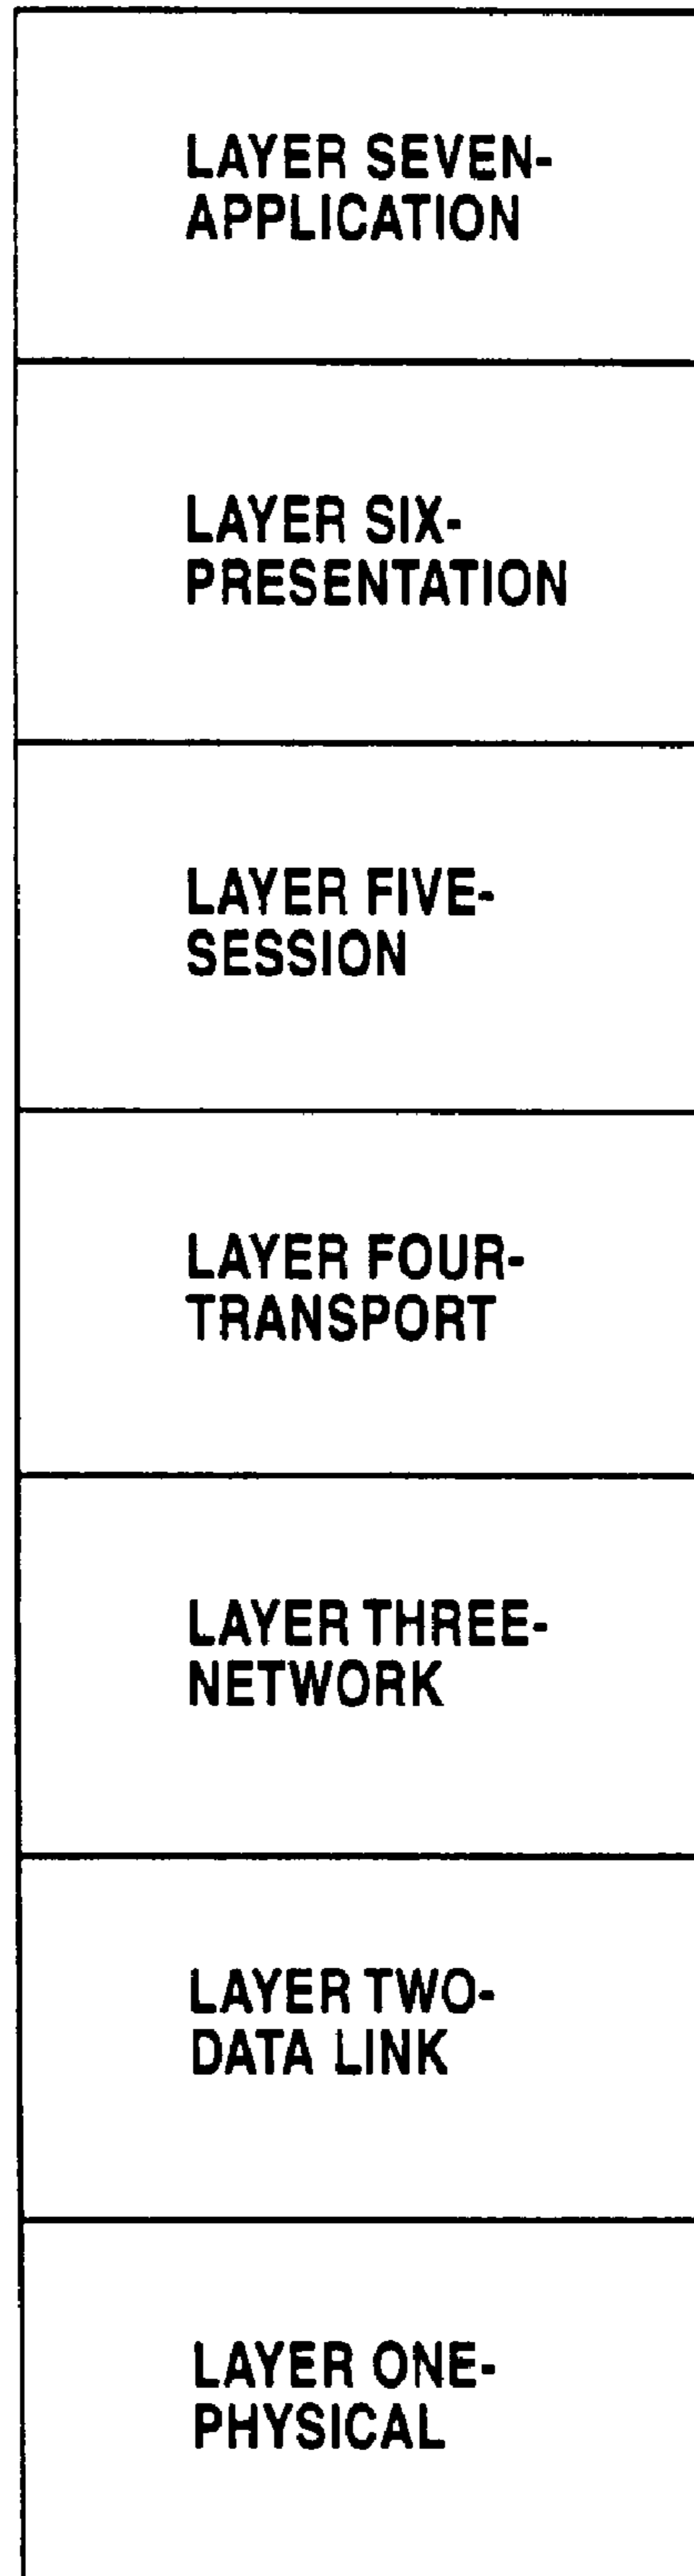 LAYER SEVEN-
APPLICATION
LAYER SIX-
PRESENTATION
LAYER FIVE-
SESSION
LAYER FOUR-
TRANSPORT
LAYER THREE-
NETWORK
LAYER TWO-
DATA LINK
LAYER ONE-
PHYSICAL